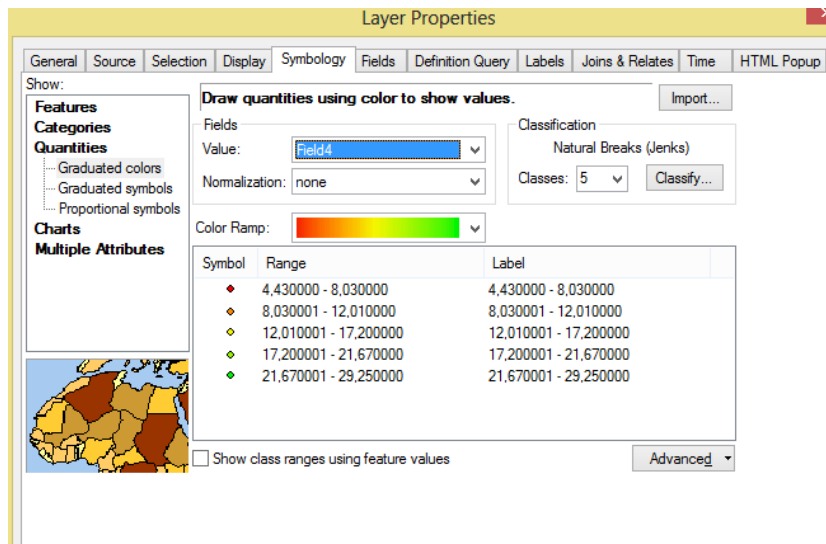 Layer Properties
General Source Selection Display Symbology Fields Definition Query Labels Joins & Relates Time HTML Popup
Show:
Features
Categories
Quantities
Graduated colors
Graduated symbols
Proportional symbols
Charts
Multiple Attributes
Draw quantities using color to show values.
Import...
Fields
Value: Field4
Normalization: none
Classification
Natural Breaks (Jenks)
Classes: 5 Classify...
Color Ramp:
Symbol Range Label
4,430000 - 8,030000 4,430000 - 8,030000
8,030001 - 12,010000 8,030001 - 12,010000
12,010001 - 17,200000 12,010001 - 17,200000
17,200001 - 21,670000 17,200001 - 21,670000
21,670001 - 29,250000 21,670001 - 29,250000
Show class ranges using feature values
Advanced